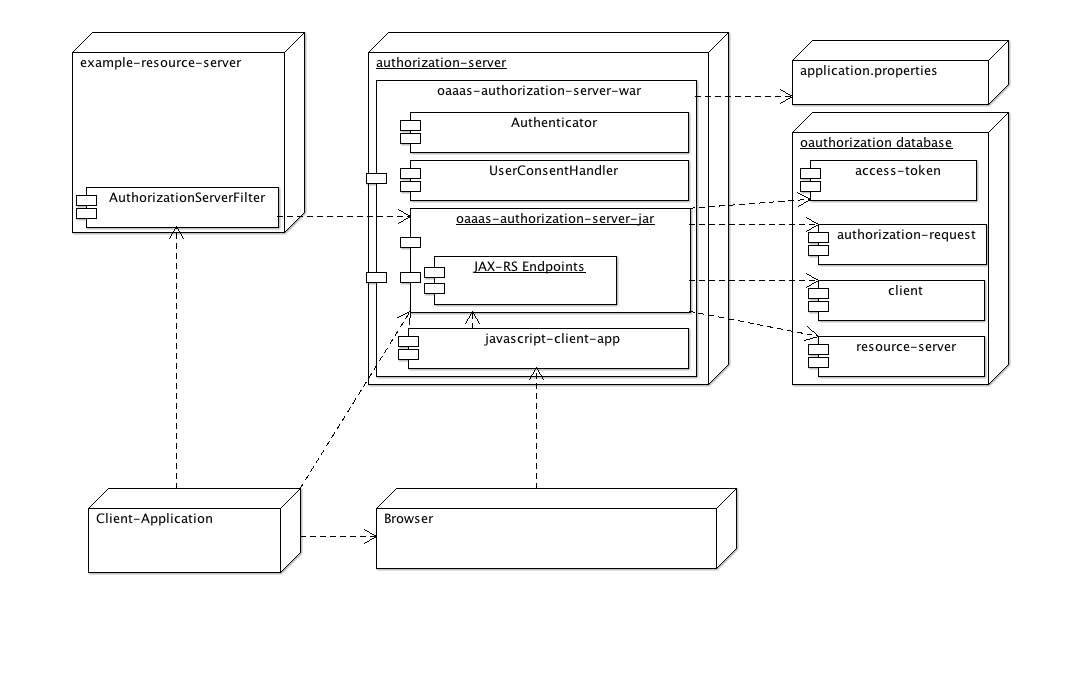 example-resource-server
AuthorizationServerFilter
authorization-server
oaaas-authorization-server-war
Authenticator
UserConsentHandler
oaaas-authorization-server-jar
JAX-RS Endpoints
javascript-client-app
application.properties
oauthorization database
access-token
authorization-request
client
resource-server
Client-Application
Browser